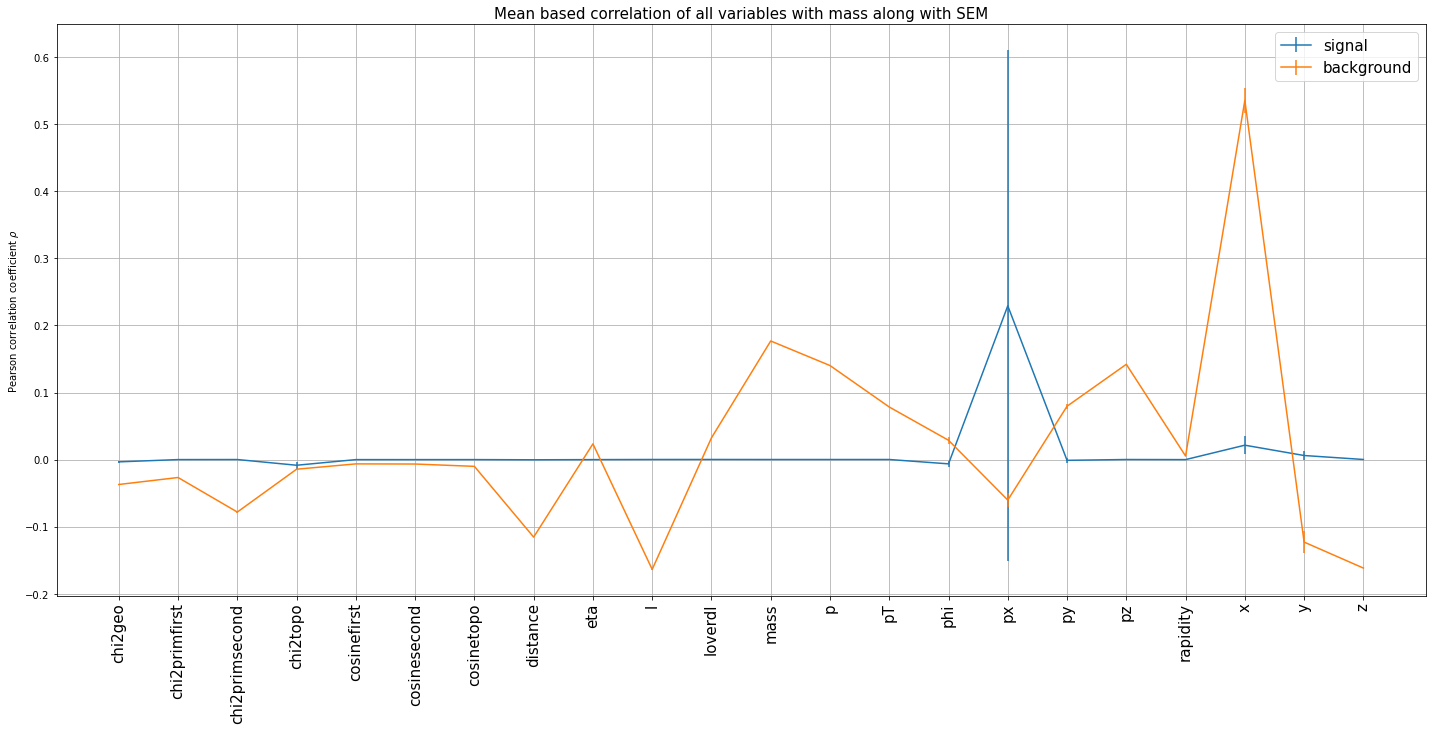 Mean based correlation of all variables with mass along with SEM
signal
background
Pearson correlation coefficient ρ
0.6
0.5
0.4
0.3
0.2
0.1
0.0
−0.1
−0.2
chi2geo
chi2primfirst
chi2primsecond
chi2topo
cosinefirst
cosinesecond
cosinetopo
distance
eta
l
loverdl
mass
p
pT
phi
px
py
pz
rapidity
x
y
z